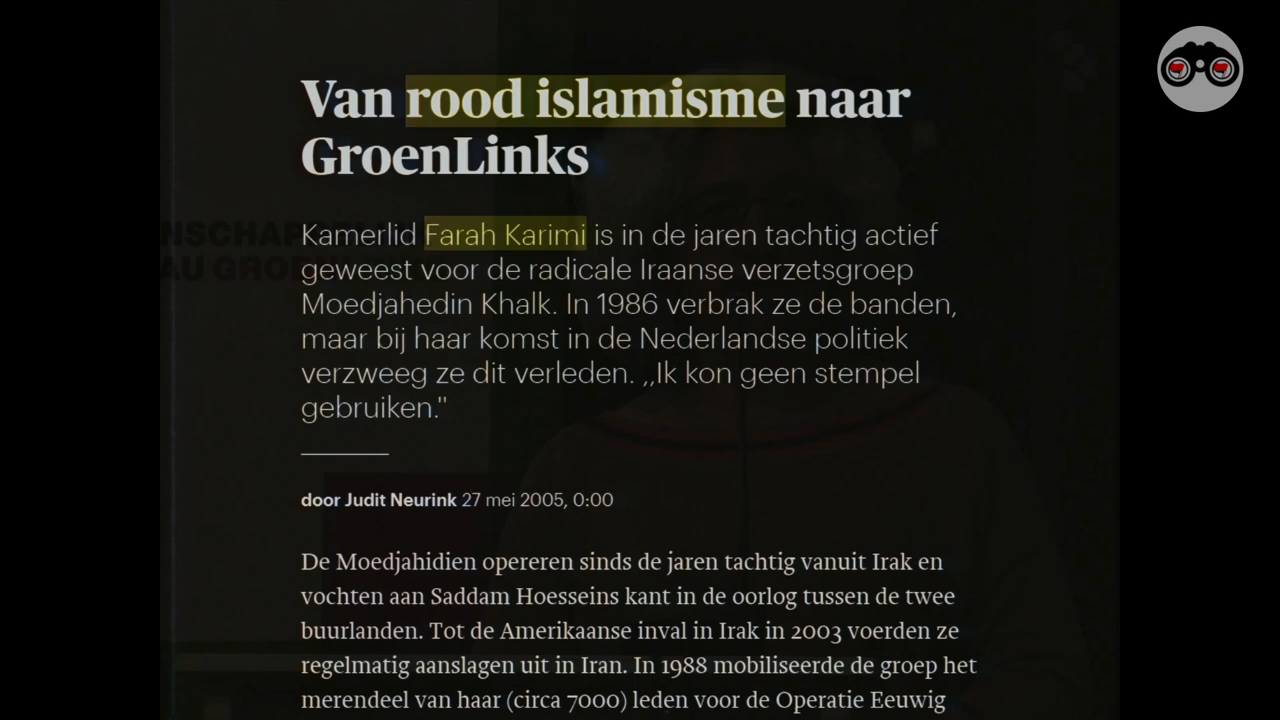 Van rood islamisme naar
GroenLinks
Kamerlid Farah Karimi is in de jaren tachtig actief
geweest voor de radicale Iraanse verzetsgroep
Moedjahedin Khalk. In 1986 verbrak ze de banden,
maar bij haar komst in de Nederlandse politiek
verzweeg ze dit verleden. ,,Ik kon geen stempel
gebruiken.''
door Judit Neurink 27 mei 2005, 0:00
De Moedjahidien opereren sinds de jaren tachtig vanuit Irak en
vochten aan Saddam Hoesseins kant in de oorlog tussen de twee
buurlanden. Tot de Amerikaanse inval in Irak in 2003 voerden ze
regelmatig aanslagen uit in Iran. In 1988 mobiliseerde de groep het
merendeel van haar (circa 7000) leden voor de Operatie Eeuwig